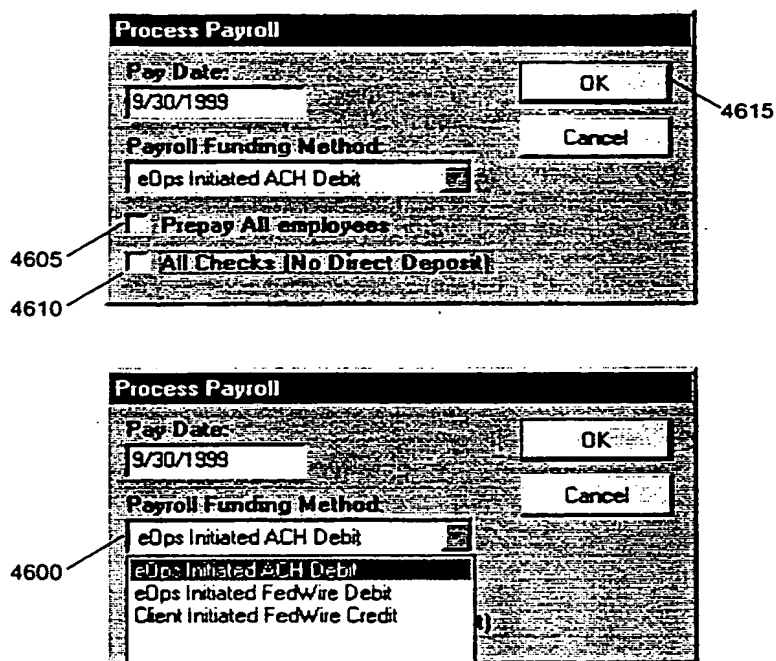 Process Payroll
Pay Date:
OK
9/30/1999
4615
Cancel
Payroll Funding Method:
eOps Initiated ACH Debit
Prepay All employees
4605
All Checks (No Direct Deposit)
4610
Process Payroll
Pay Date:
OK
9/30/1999
Cancel
Payroll Funding Method:
eOps Initiated ACH Debit
4600
eOps Initiated ACH Debit
eOps Initiated FedWire Debit
Client Initiated FedWire Credit
t)